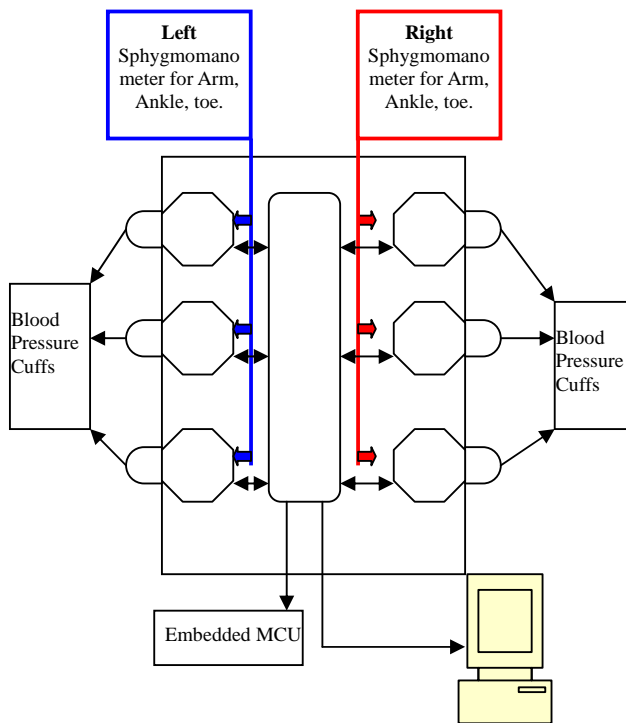 Left
Sphygmomano
meter for Arm,
Ankle, toe.
Right
Sphygmomano
meter for Arm,
Ankle, toe.
Blood
Pressure
Cuffs
Blood
Pressure
Cuffs
Embedded MCU